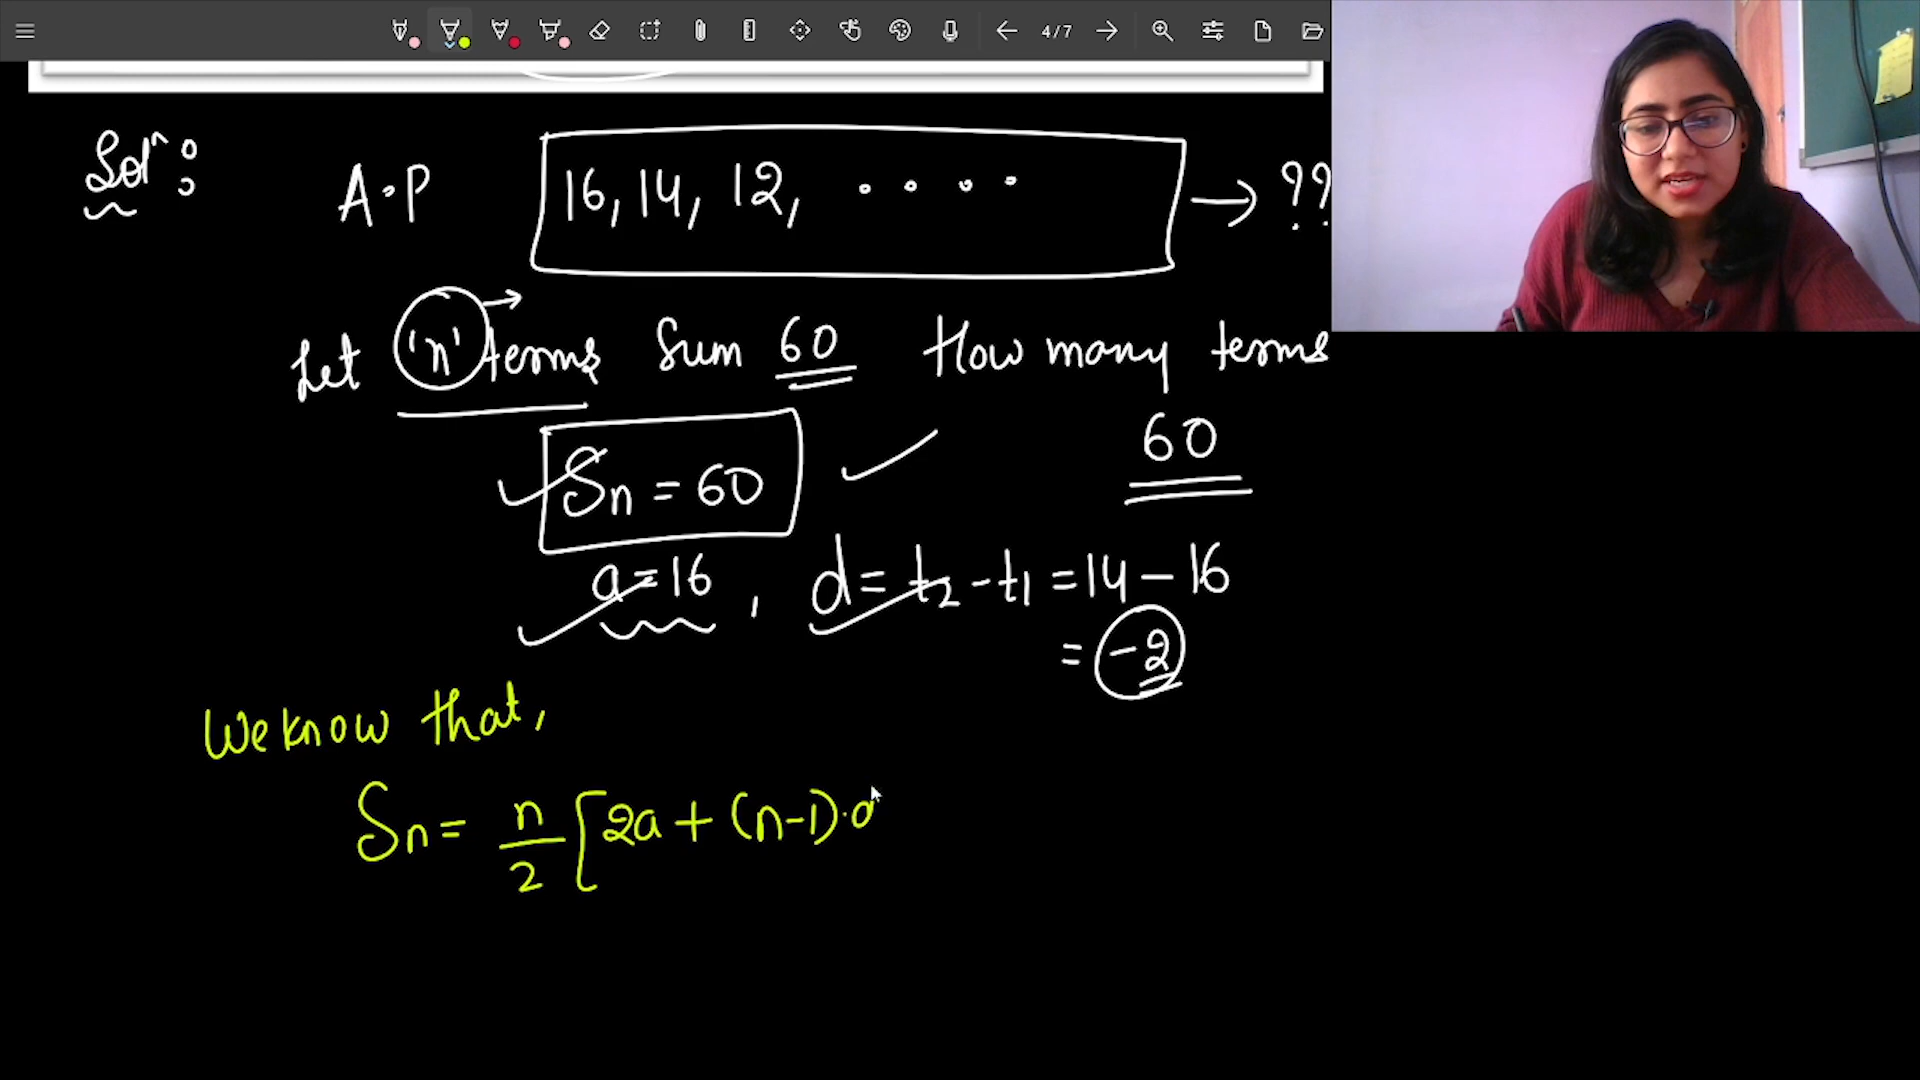 4/7
Solⁿ:
A.P 16, 14, 12, . . . . → ??
Let 'n' terms Sum 60 How many terms
60
Sn = 60
a = 16, d = t2 - t1 = 14 - 16
= -2
We know that,
Sn = n/2 [2a + (n-1).d